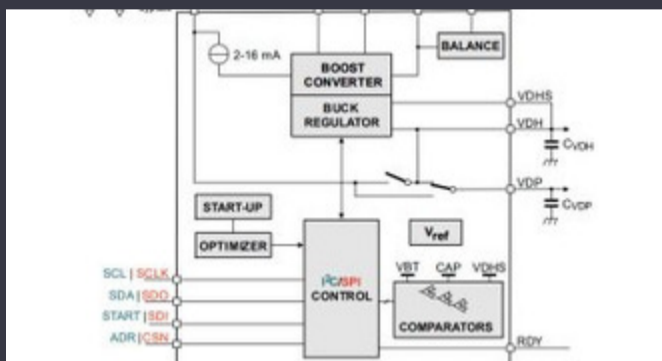 2-16 mA
BALANCE
BOOST
CONVERTER
BUCK
REGULATOR
VDHS
VDH
CVDH
VDP
CVDP
START-UP
OPTIMIZER
Vref
VBT CAP VDHS
SCL | SCLK
SDA | SDO
START | SDI
ADR | CSN
I²C/SPI
CONTROL
COMPARATORS
RDY